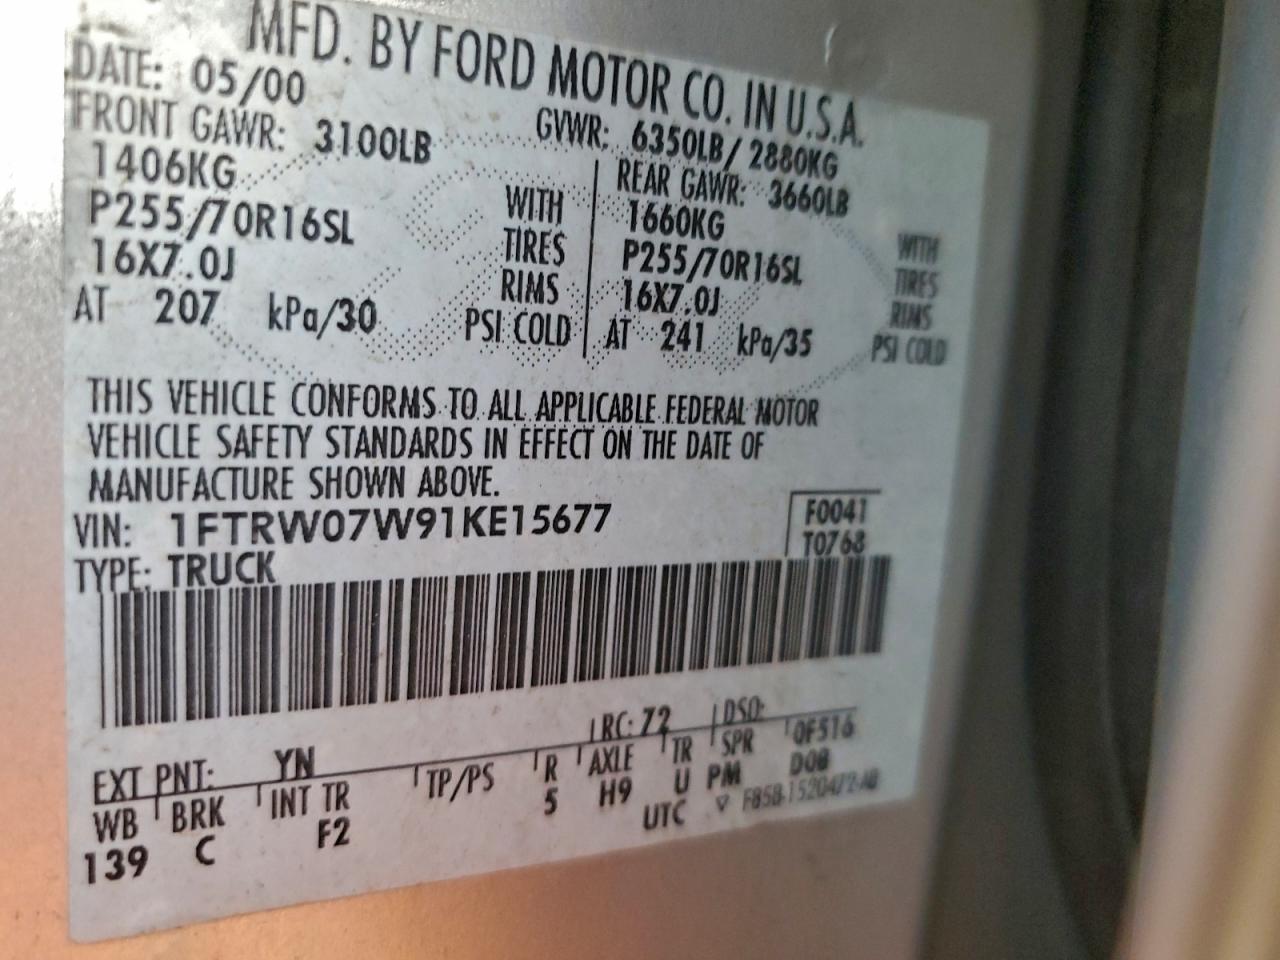 MFD. BY FORD MOTOR CO. IN U.S.A.
DATE: 05/00 GVWR: 6350LB/ 2880KG
FRONT GAWR: 3100LB REAR GAWR: 3660LB
1406KG WITH 1660KG WITH
P255/70R16SL TIRES P255/70R16SL TIRES
16X7.0J RIMS 16X7.0J RIMS
AT 207 kPa/30 PSI COLD AT 241 kPa/35 PSI COLD
THIS VEHICLE CONFORMS TO ALL APPLICABLE FEDERAL MOTOR
VEHICLE SAFETY STANDARDS IN EFFECT ON THE DATE OF
MANUFACTURE SHOWN ABOVE.
VIN: 1FTRW07W91KE15677 F0041
TYPE: TRUCK T0768
EXT PNT: YN RC: 72 DSO:
WB BRK INT TR TP/PS R AXLE TR SPR 0F516
139 C F2 5 H9 U PM D08
UTC ▽